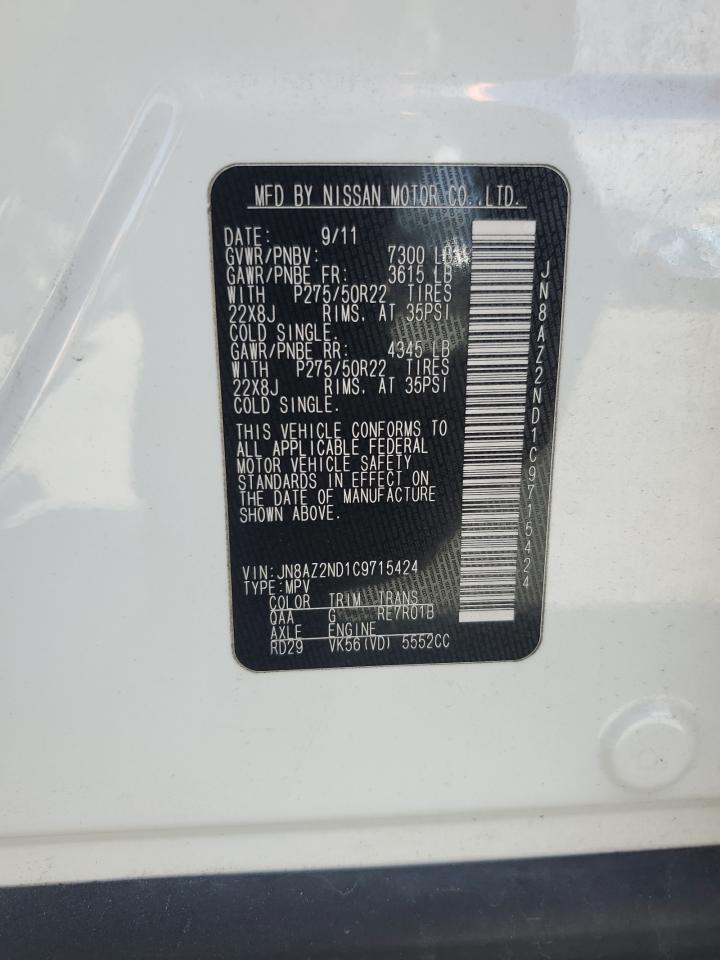 MFD BY NISSAN MOTOR CO.,LTD.
DATE: 9/11
GVWR/PNBV: 7300 LB
GAWR/PNBE FR: 3615 LB
WITH P275/50R22 TIRES
22X8J RIMS, AT 35PSI
COLD SINGLE.
GAWR/PNBE RR: 4345 LB
WITH P275/50R22 TIRES
22X8J RIMS, AT 35PSI
COLD SINGLE.
THIS VEHICLE CONFORMS TO
ALL APPLICABLE FEDERAL
MOTOR VEHICLE SAFETY
STANDARDS IN EFFECT ON
THE DATE OF MANUFACTURE
SHOWN ABOVE.
VIN:JN8AZ2ND1C9715424
TYPE:MPV
COLOR TRIM TRANS
QAA G RE7R01B
AXLE ENGINE
RD29 VK56(VD) 5552CC
JN8AZ2ND1C9715424